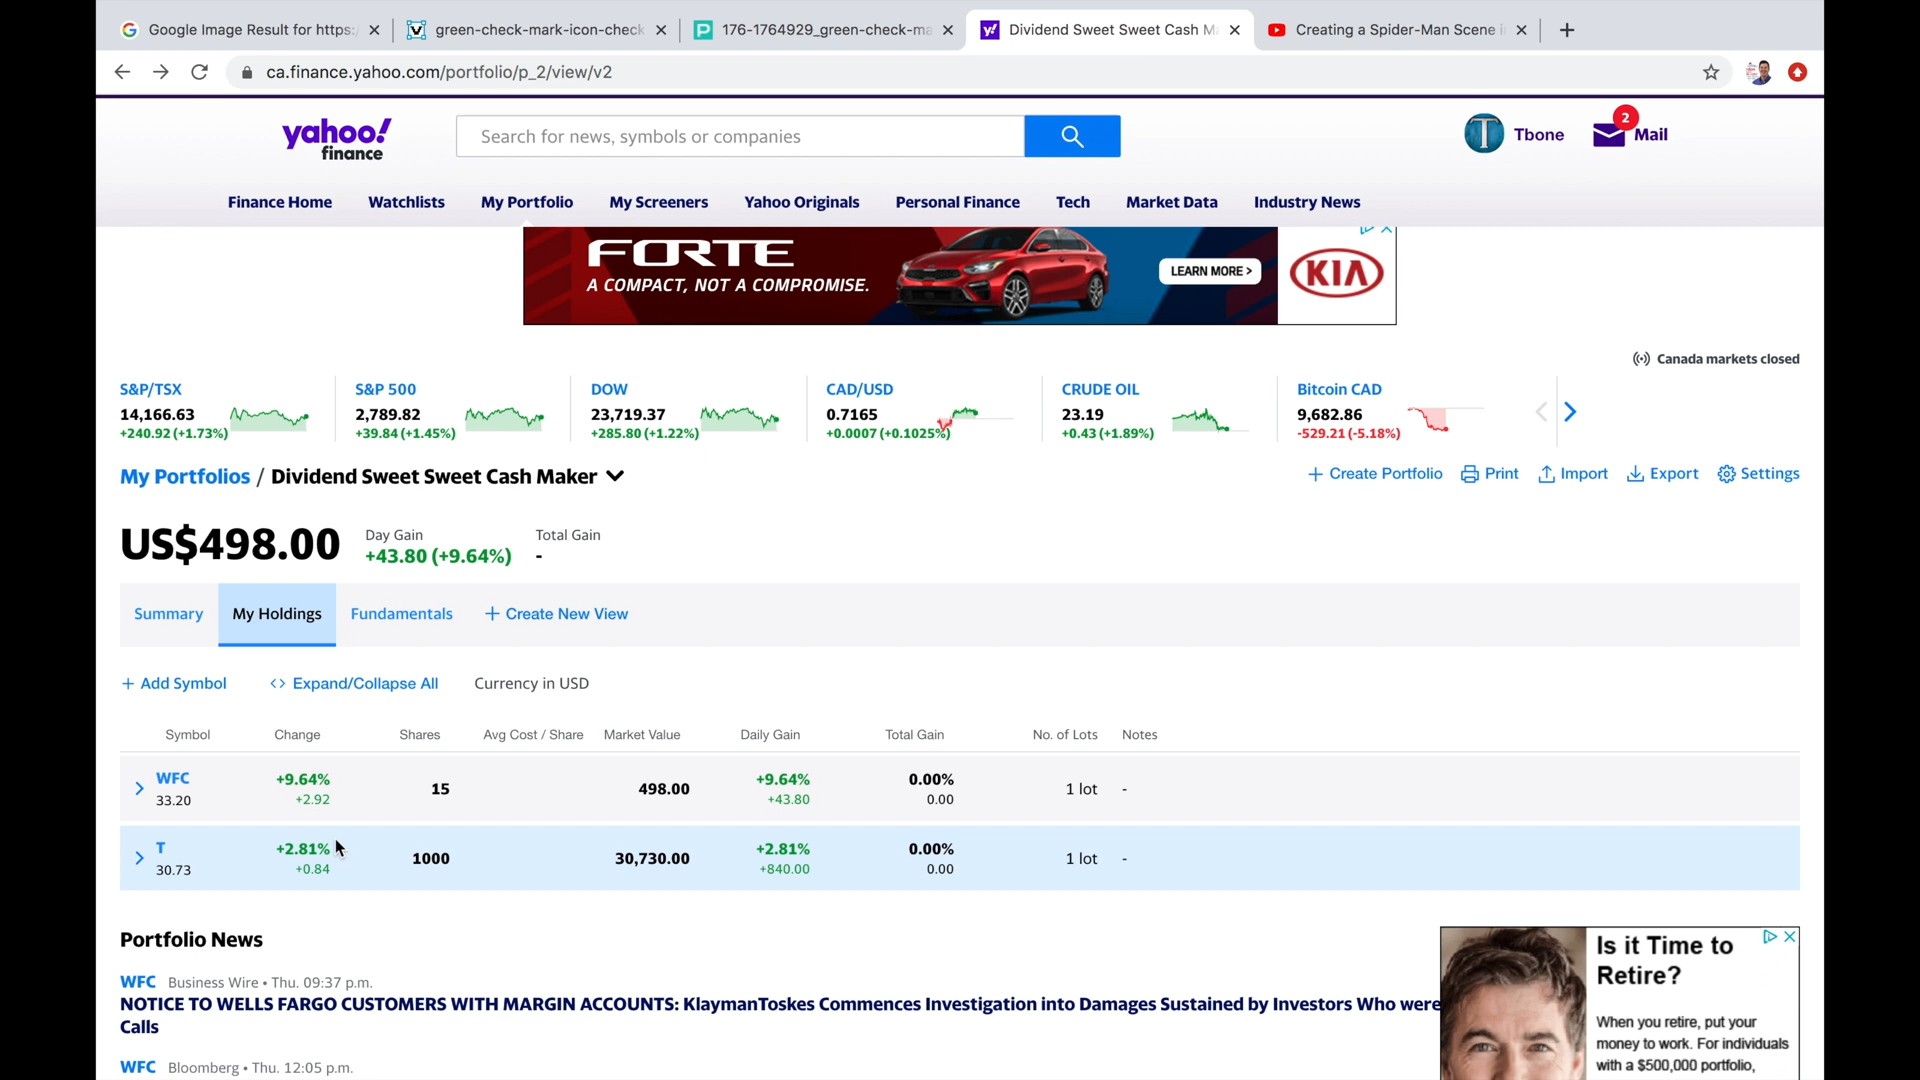 Google Image Result for https:
green-check-mark-icon-check
176-1764929_green-check-ma
Dividend Sweet Sweet Cash M
Creating a Spider-Man Scene i
ca.finance.yahoo.com/portfolio/p_2/view/v2
yahoo!
finance
Search for news, symbols or companies
T
Tbone
2
Mail
Finance Home
Watchlists
My Portfolio
My Screeners
Yahoo Originals
Personal Finance
Tech
Market Data
Industry News
FORTE
A COMPACT, NOT A COMPROMISE.
LEARN MORE >
KIA
Canada markets closed
S&P/TSX
14,166.63
+240.92 (+1.73%)
S&P 500
2,789.82
+39.84 (+1.45%)
DOW
23,719.37
+285.80 (+1.22%)
CAD/USD
0.7165
+0.0007 (+0.1025%)
CRUDE OIL
23.19
+0.43 (+1.89%)
Bitcoin CAD
9,682.86
-529.21 (-5.18%)
My Portfolios / Dividend Sweet Sweet Cash Maker
Create Portfolio
Print
Import
Export
Settings
US$498.00
Day Gain
+43.80 (+9.64%)
Total Gain
-
Summary
My Holdings
Fundamentals
+ Create New View
+ Add Symbol
Expand/Collapse All
Currency in USD
Symbol Change Shares Avg Cost / Share Market Value Daily Gain Total Gain No. of Lots Notes
WFC +9.64% 15 498.00 +9.64% 0.00% 1 lot -
33.20 +2.92 +43.80 0.00
T +2.81% 1000 30,730.00 +2.81% 0.00% 1 lot -
30.73 +0.84 +840.00 0.00
Portfolio News
WFC Business Wire • Thu. 09:37 p.m.
NOTICE TO WELLS FARGO CUSTOMERS WITH MARGIN ACCOUNTS: KlaymanToskes Commences Investigation into Damages Sustained by Investors Who were
Calls
WFC Bloomberg • Thu. 12:05 p.m.
Is it Time to
Retire?
When you retire, put your
money to work. For individuals
with a $500,000 portfolio,